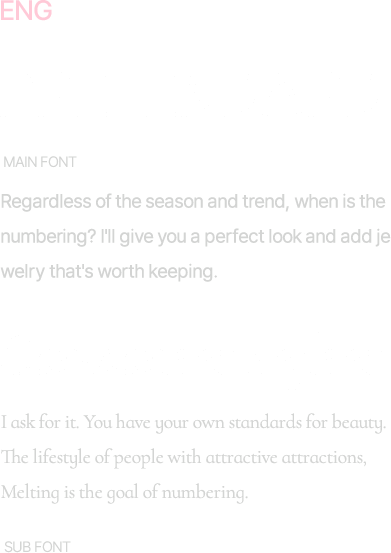 ENG
MAIN FONT
Regardless of the season and trend, when is the
numbering? I'll give you a perfect look and add je
welry that's worth keeping.
I ask for it. You have your own standards for beauty.
The lifestyle of people with attractive attractions,
Melting is the goal of numbering.
SUB FONT